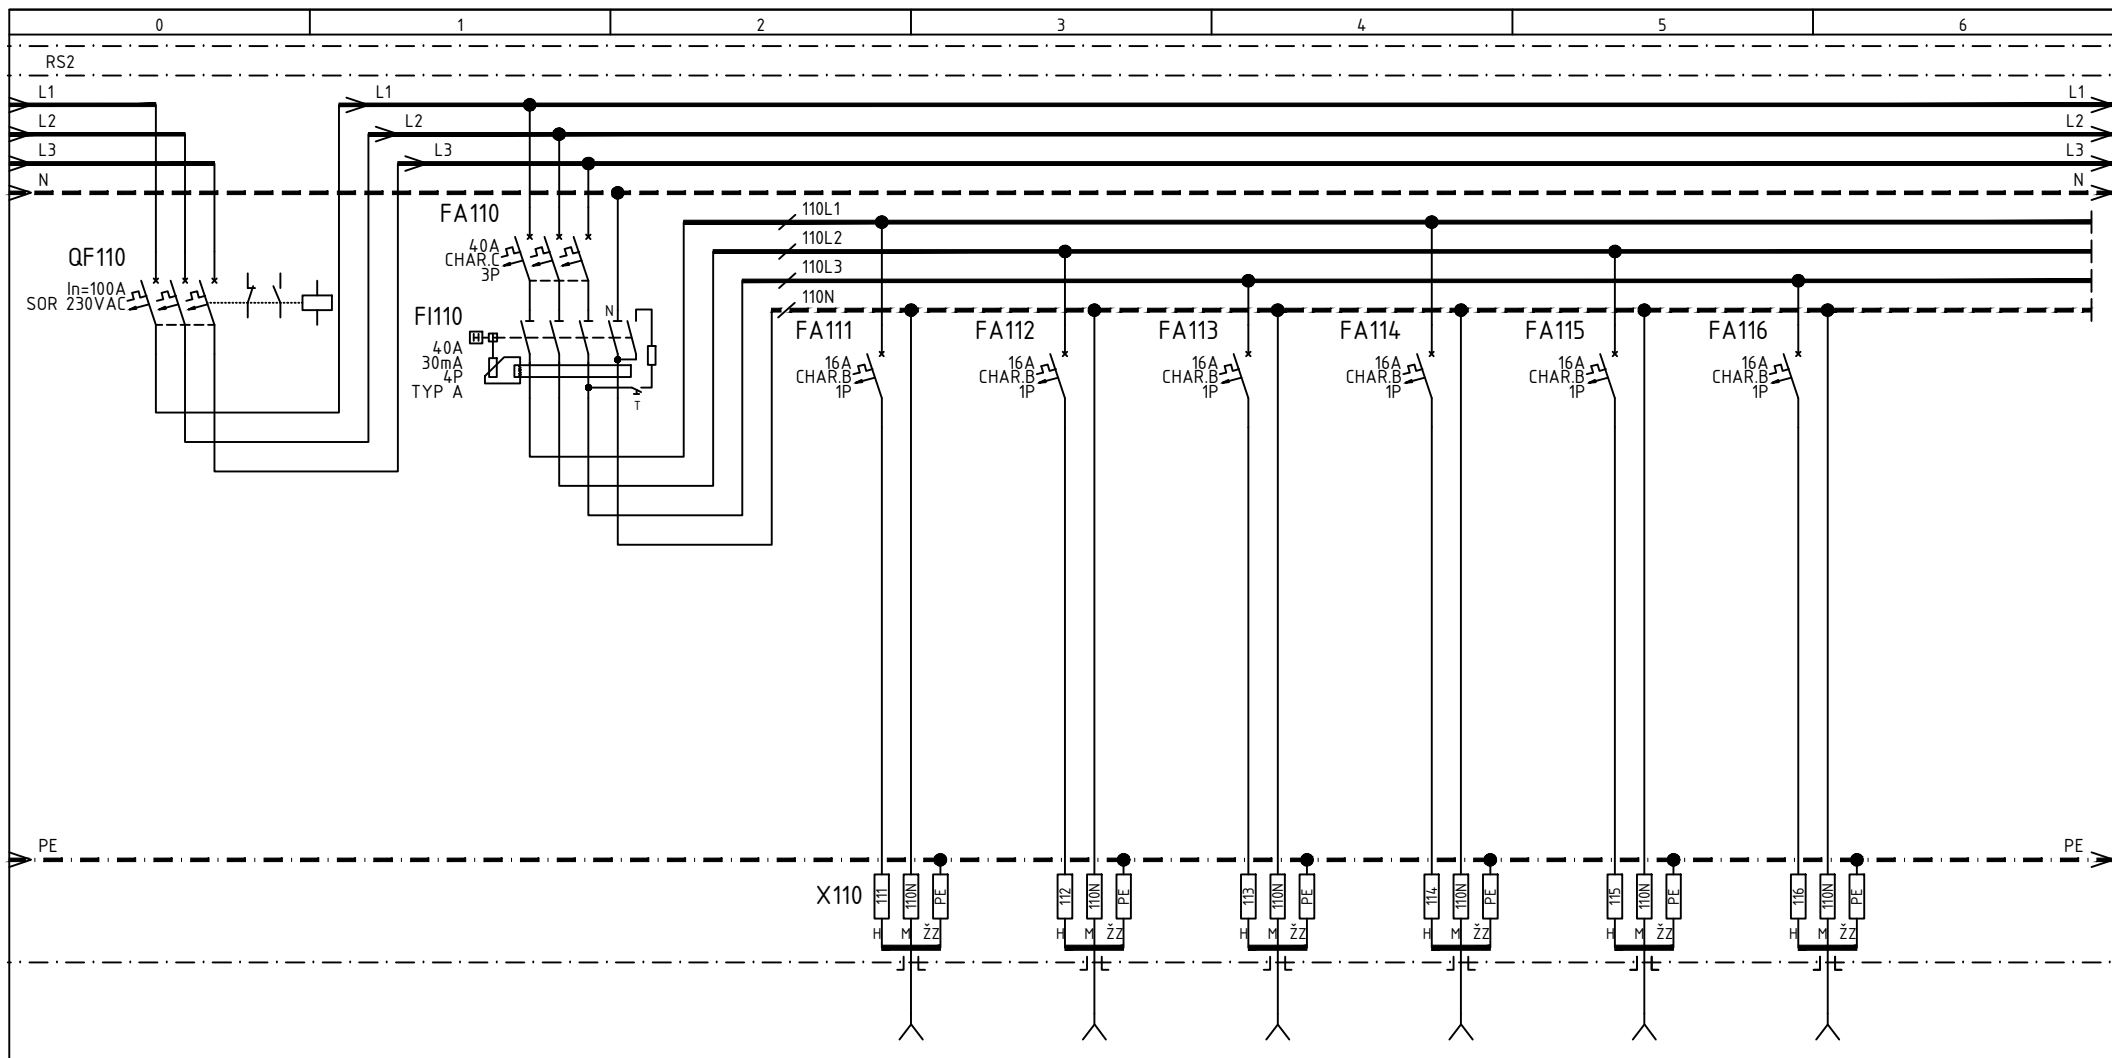 0 1 2 3 4 5 6
RS2
L1 L1 L1
L2 L2 L2
L3 L3 L3
N N
FA110
40A
CHAR.C
3P
110L1
110L2
110L3
110N
QF110
In=100A
SOR 230VAC
FI110
40A
30mA
4P
TYP A
H
N
T
FA111
16A
CHAR.B
1P
FA112
16A
CHAR.B
1P
FA113
16A
CHAR.B
1P
FA114
16A
CHAR.B
1P
FA115
16A
CHAR.B
1P
FA116
16A
CHAR.B
1P
PE PE
X110
111 110N PE
112 110N PE
113 110N PE
114 110N PE
115 110N PE
116 110N PE
H M ŽZ
H M ŽZ
H M ŽZ
H M ŽZ
H M ŽZ
H M ŽZ